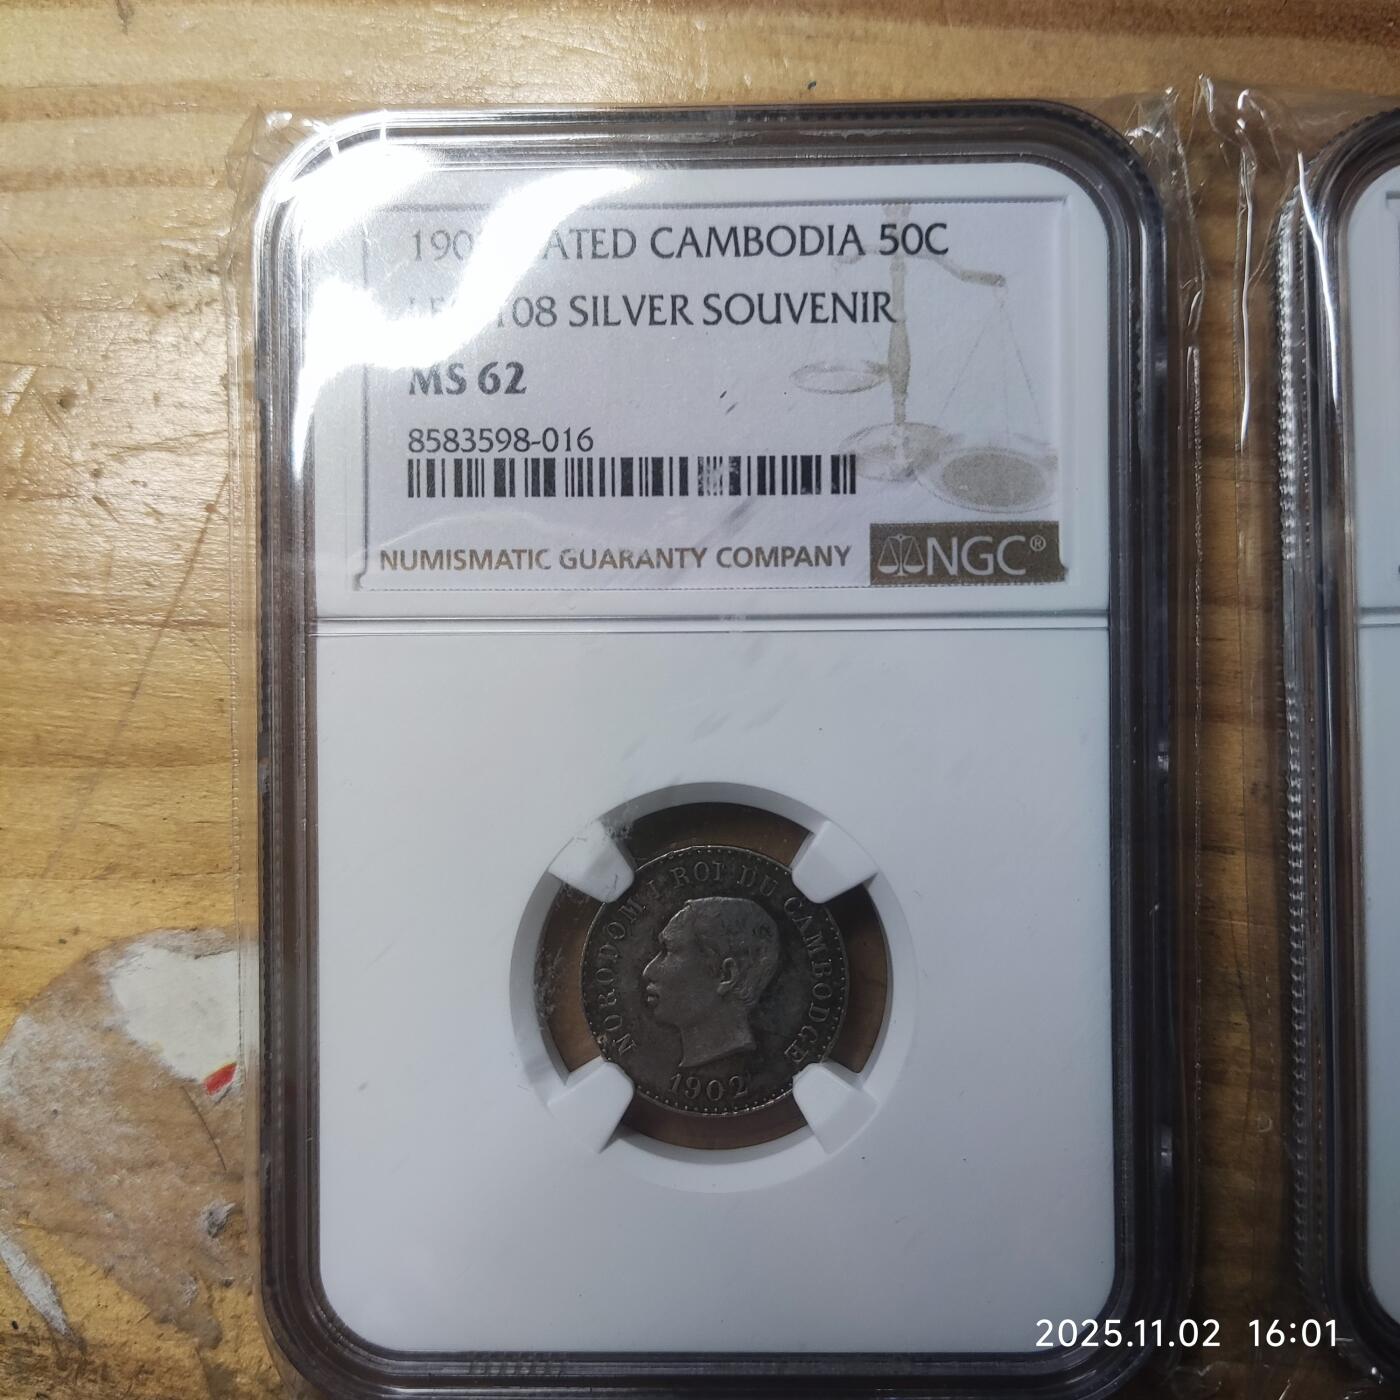 CAMBODIA 50C
SILVER SOUVENIR
MS 62
8583598-016
NUMISMATIC GUARANTY COMPANY NGC®
NORODOM I ROI DU CAMBODGE
1902
2025.11.02 16:01